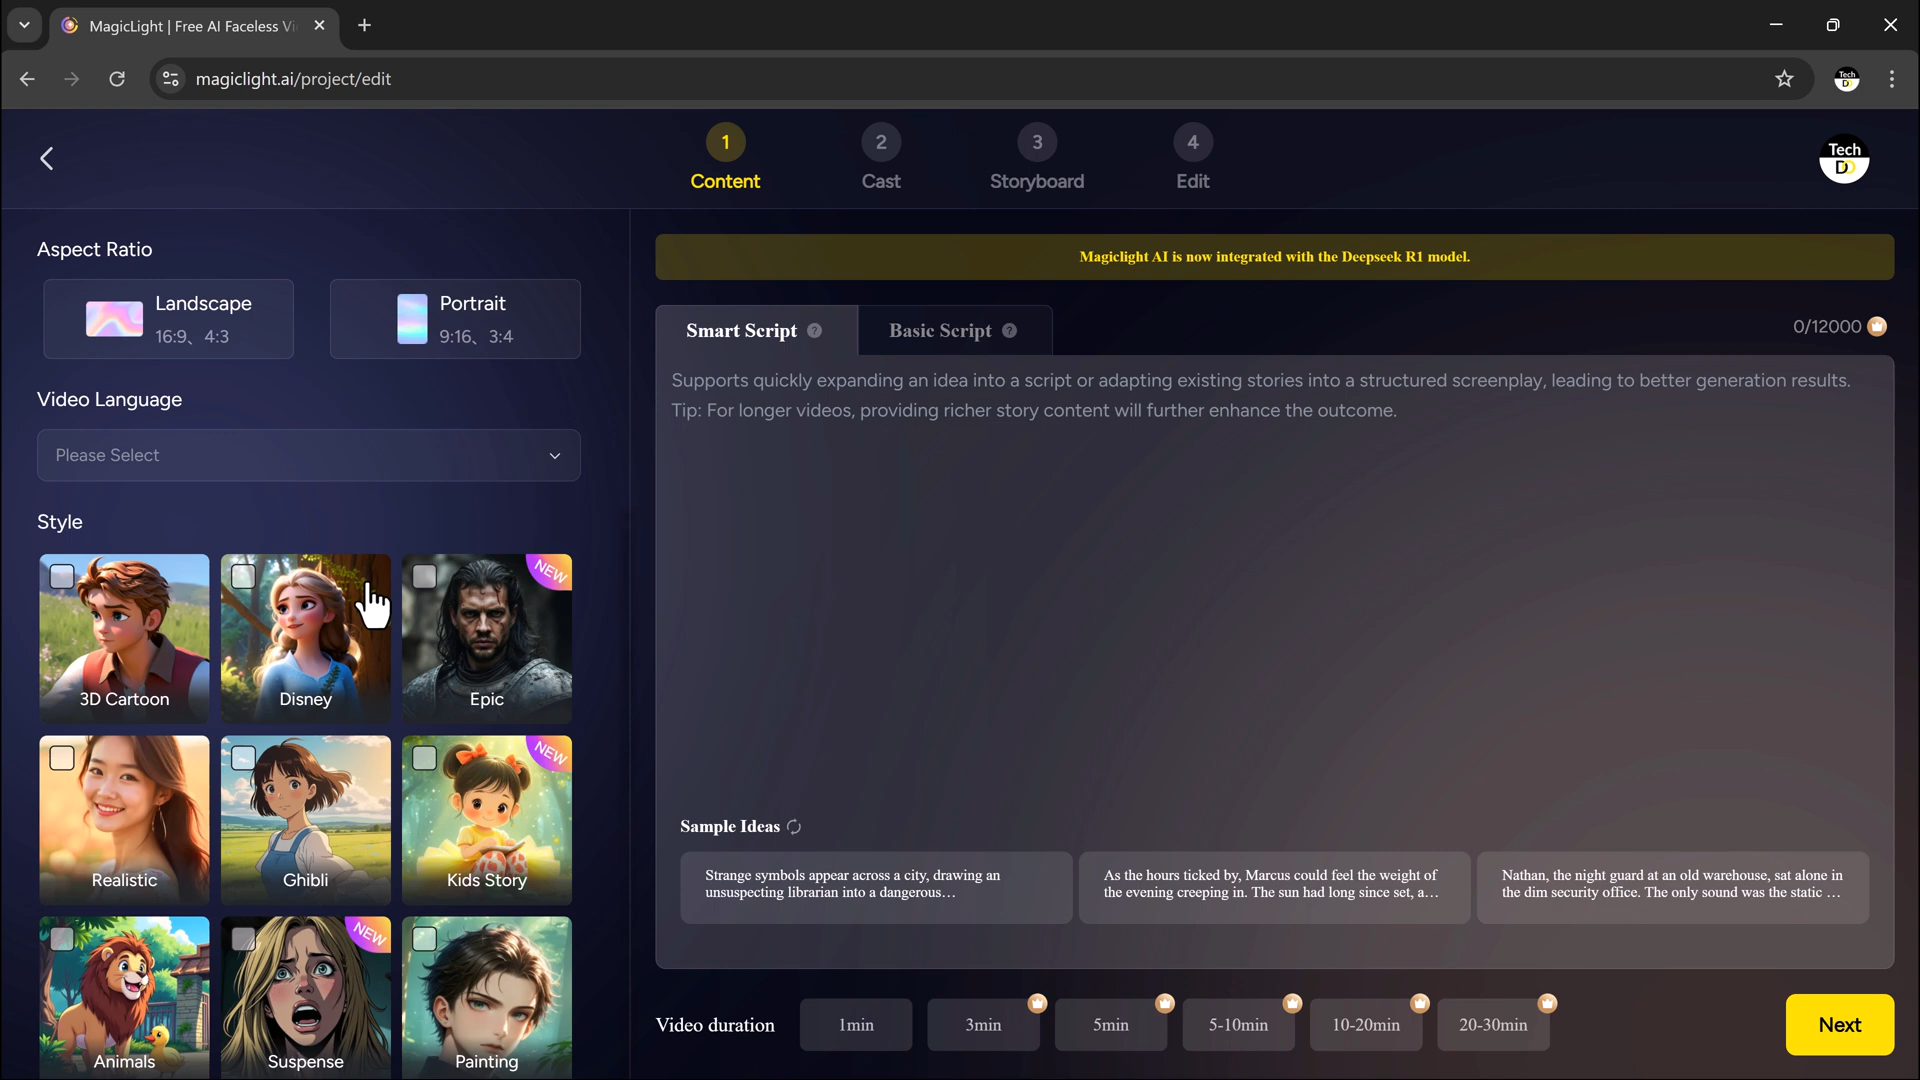 MagicLight | Free AI Faceless Vi
magiclight.ai/project/edit
Tech
DO
1
2
3
4
Content
Cast
Storyboard
Edit
Tech
DO
Aspect Ratio
Landscape
16:9、4:3
Portrait
9:16、3:4
Video Language
Please Select
Style
NEW
3D Cartoon
Disney
Epic
NEW
Realistic
Ghibli
Kids Story
NEW
Animals
Suspense
Painting
Magiclight AI is now integrated with the Deepseek R1 model.
Smart Script ?
Basic Script ?
0/12000
Supports quickly expanding an idea into a script or adapting existing stories into a structured screenplay, leading to better generation results.
Tip: For longer videos, providing richer story content will further enhance the outcome.
Sample Ideas
Strange symbols appear across a city, drawing an
unsuspecting librarian into a dangerous…
As the hours ticked by, Marcus could feel the weight of
the evening creeping in. The sun had long since set, a…
Nathan, the night guard at an old warehouse, sat alone in
the dim security office. The only sound was the static …
Video duration
1min
3min
5min
5-10min
10-20min
20-30min
Next